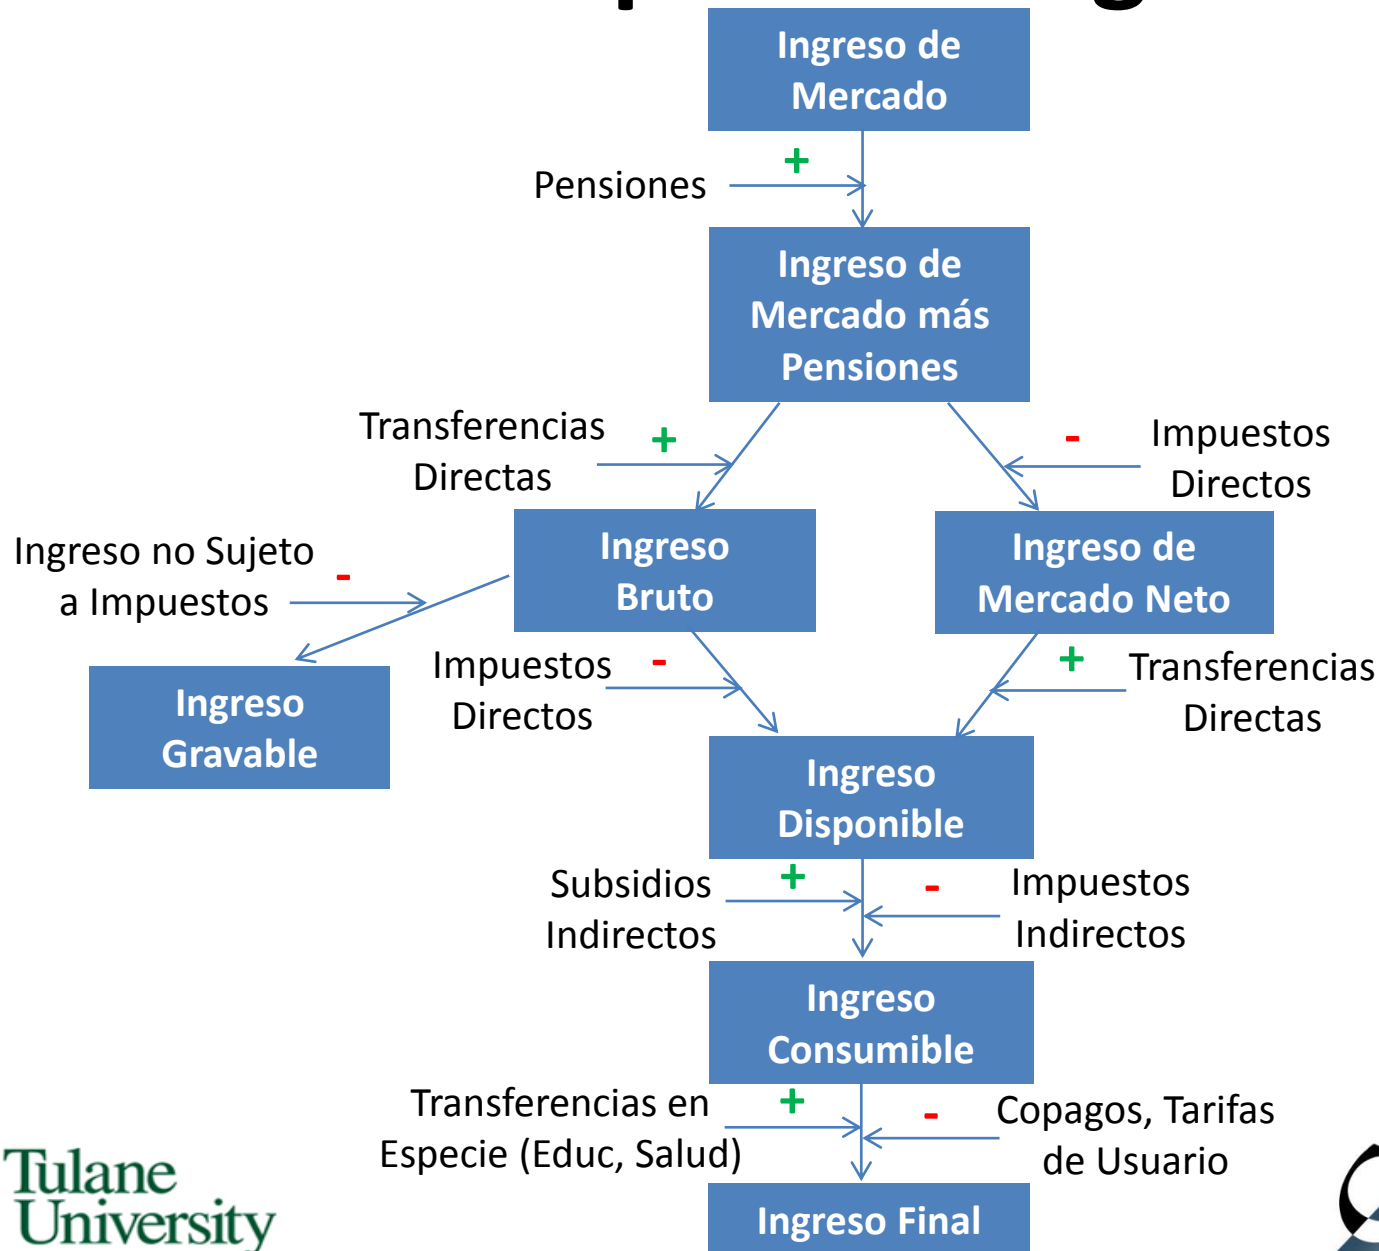 Ingreso de
Mercado
+
Pensiones
Ingreso de
Mercado más
Pensiones
Transferencias
Directas
+
-
Impuestos
Directos
Ingreso no Sujeto
a Impuestos
-
Ingreso
Bruto
Ingreso de
Mercado Neto
Impuestos
Directos
-
+
Transferencias
Directas
Ingreso
Gravable
Ingreso
Disponible
Subsidios
Indirectos
+
-
Impuestos
Indirectos
Ingreso
Consumible
Transferencias en
Especie (Educ, Salud)
+
-
Copagos, Tarifas
de Usuario
Ingreso Final
Tulane
University